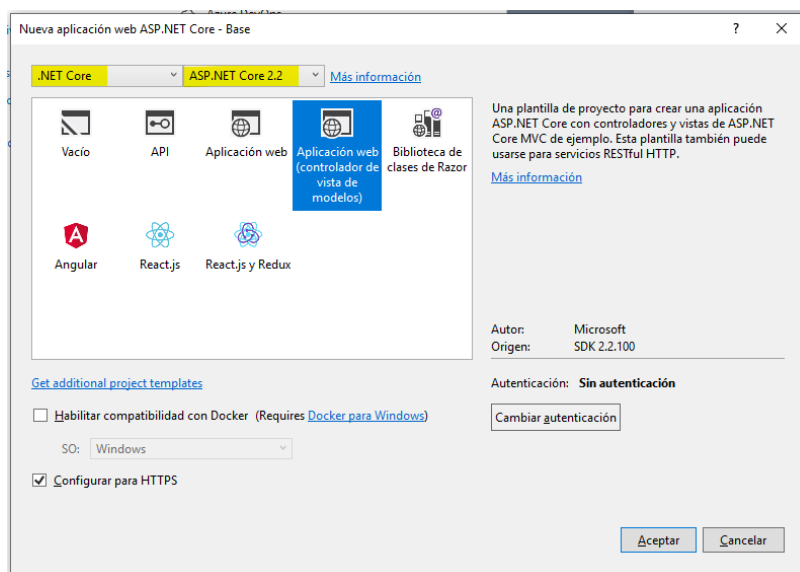 Azure DevOps
Nueva aplicación web ASP.NET Core - Base
.NET Core
ASP.NET Core 2.2
Más información
Vacío
API
Aplicación web
Aplicación web
(controlador de
vista de
modelos)
Biblioteca de
clases de Razor
Angular
React.js
React.js y Redux
Una plantilla de proyecto para crear una aplicación
ASP.NET Core con controladores y vistas de ASP.NET
Core MVC de ejemplo. Esta plantilla también puede
usarse para servicios RESTful HTTP.
Más información
Autor: Microsoft
Origen: SDK 2.2.100
Get additional project templates
Autenticación: Sin autenticación
Habilitar compatibilidad con Docker (Requires Docker para Windows)
Cambiar autenticación
SO: Windows
Configurar para HTTPS
Aceptar
Cancelar